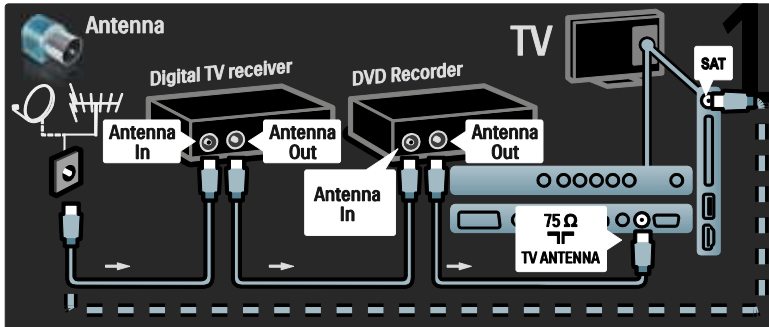 Antenna
TV
1
Digital TV receiver
DVD Recorder
SAT
Antenna
In
Antenna
Out
Antenna
In
Antenna
Out
75 Ω
TV ANTENNA